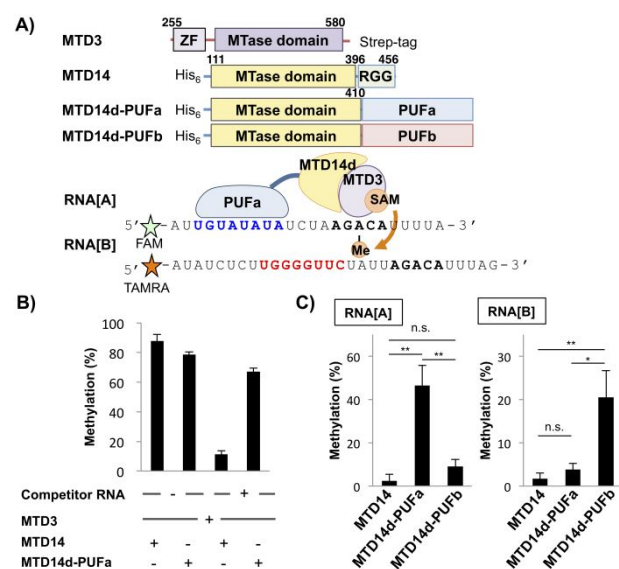 A)
255 580
MTD3 ZF MTase domain Strep-tag
111 396 456
MTD14 His6 MTase domain RGG
410
MTD14d-PUFa His6 MTase domain PUFa
MTD14d-PUFb His6 MTase domain PUFb
MTD14d
MTD3
PUFa
SAM
RNA[A]
5' -AUUGUAUAUAUCUAAGACAUUUUA-3'
FAM
Me
RNA[B]
5' -AUAUCUCUUUGGGGUUCUAUUAGACAUUUAG-3'
TAMRA
B)
Methylation (%)
100
80
60
40
20
0
Competitor RNA - +
MTD3 +
MTD14 + - + -
MTD14d-PUFa - + - +
C)
RNA[A]
n.s.
** **
Methylation (%)
60
40
20
0
MTD14
MTD14d-PUFa
MTD14d-PUFb
RNA[B]
**
*
n.s.
Methylation (%)
30
20
10
0
MTD14
MTD14d-PUFa
MTD14d-PUFb